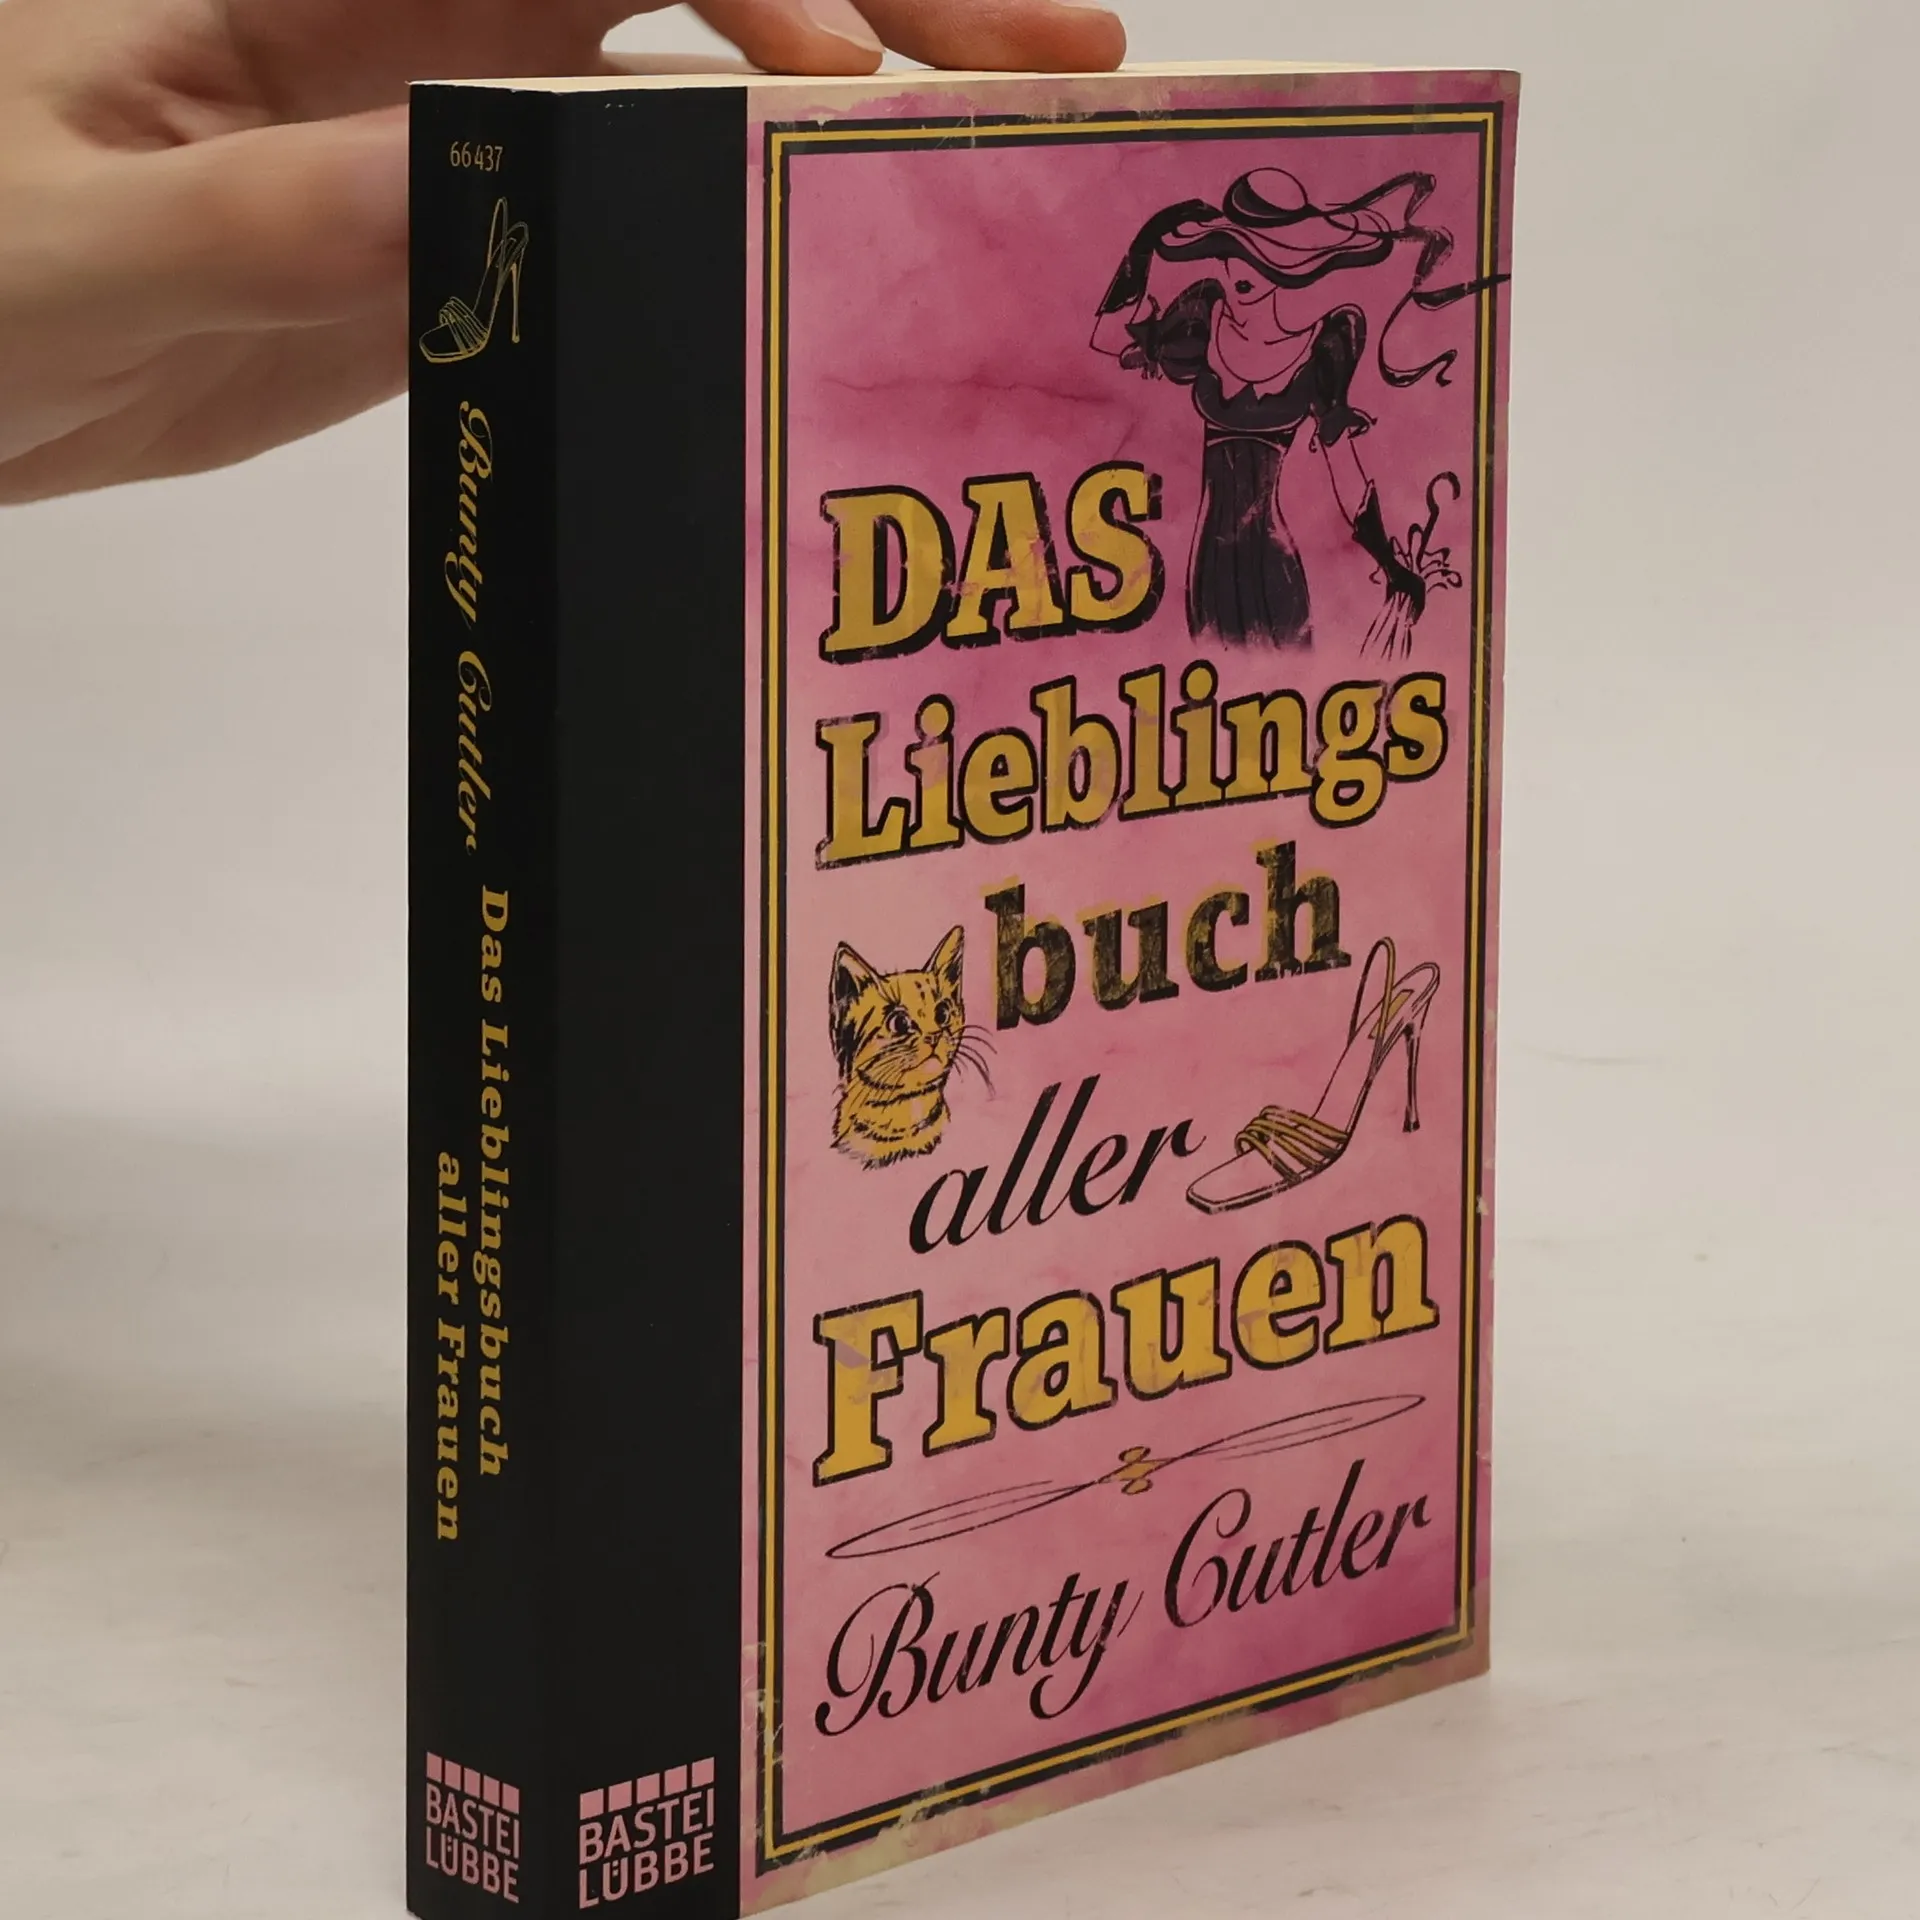 66437
Bunty Cutler
Das Lieblingsbuch
aller Frauen
BASTEI
LÜBBE
BASTEI
LÜBBE
DAS
Lieblings
buch
aller
Frauen
Bunty Cutler